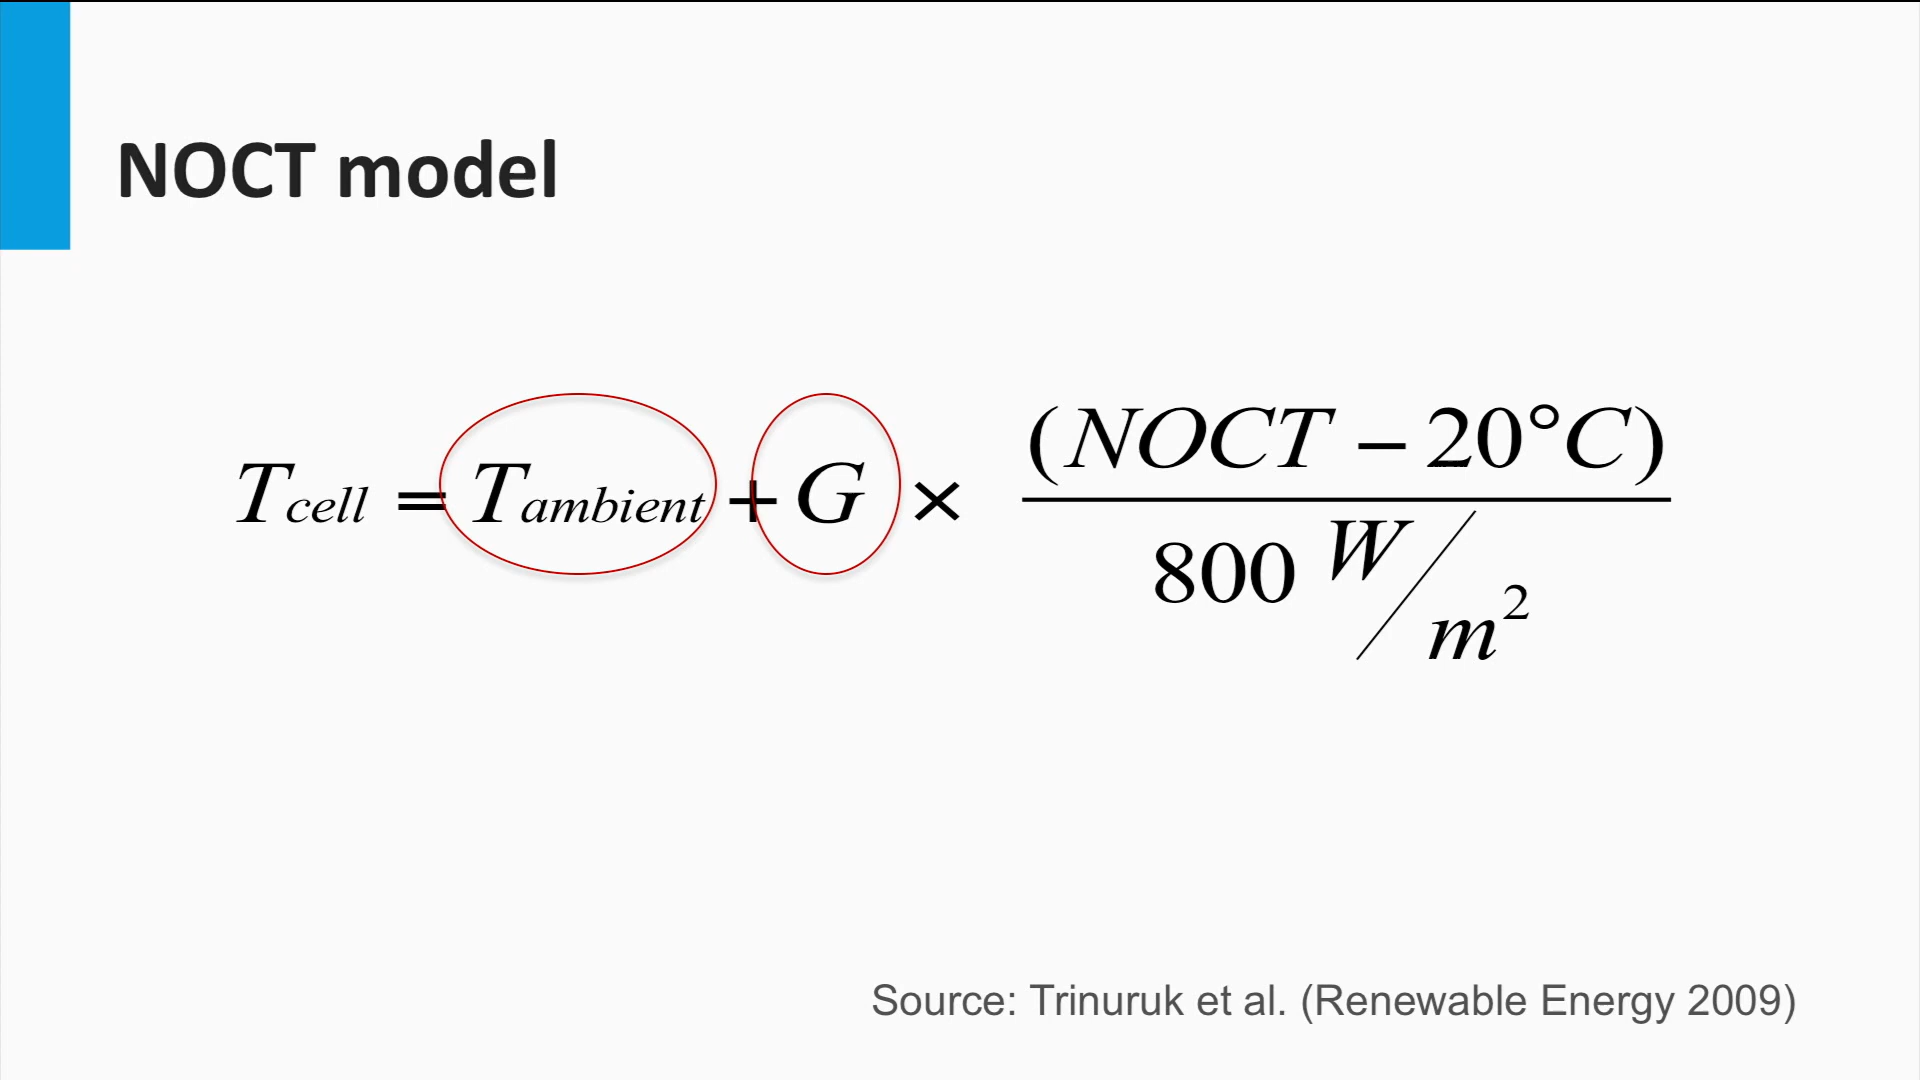 NOCT model
Tcell = Tambient + G × (NOCT – 20°C)
800 W/m²
Source: Trinuruk et al. (Renewable Energy 2009)